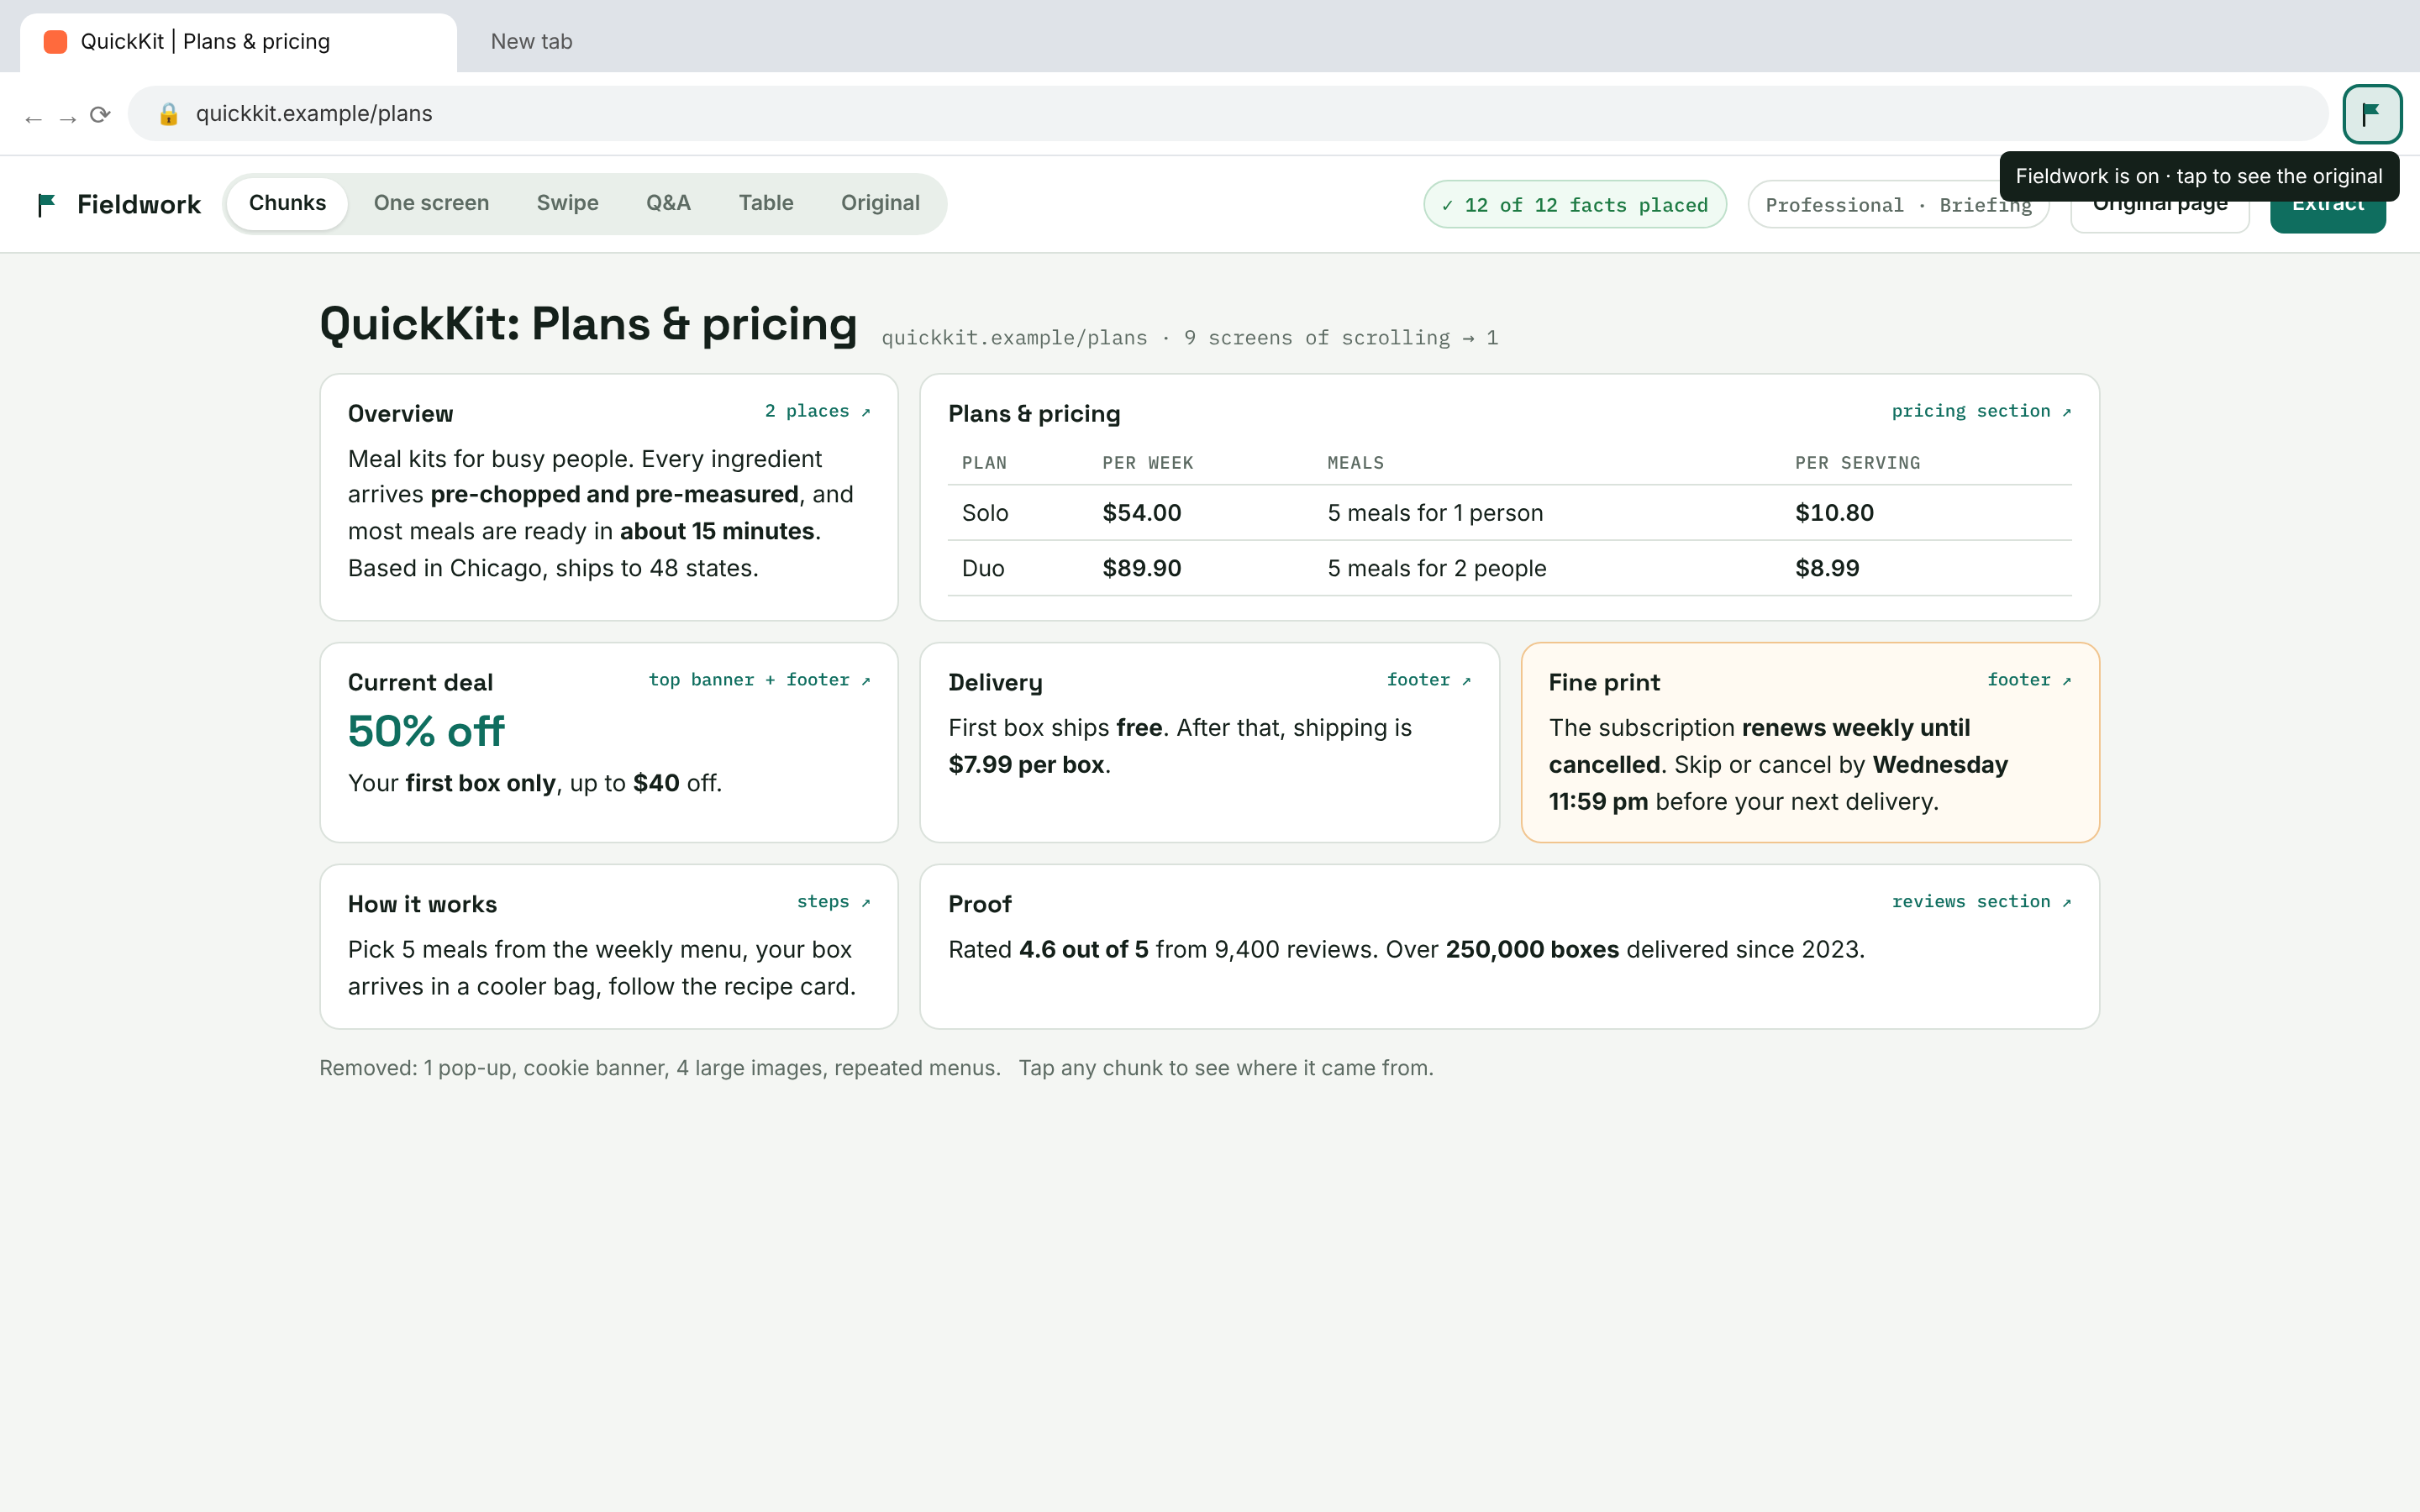 QuickKit | Plans & pricing
New tab
← → ⟳ quickkit.example/plans
Fieldwork is on · tap to see the original
Fieldwork
Chunks One screen Swipe Q&A Table Original
✓ 12 of 12 facts placed
Professional · Briefing
Original page
Extract
QuickKit: Plans & pricing
quickkit.example/plans · 9 screens of scrolling → 1
Overview
2 places ↗
Meal kits for busy people. Every ingredient
arrives pre-chopped and pre-measured, and
most meals are ready in about 15 minutes.
Based in Chicago, ships to 48 states.
Plans & pricing
pricing section ↗
PLAN PER WEEK MEALS PER SERVING
Solo $54.00 5 meals for 1 person $10.80
Duo $89.90 5 meals for 2 people $8.99
Current deal
top banner + footer ↗
50% off
Your first box only, up to $40 off.
Delivery
footer ↗
First box ships free. After that, shipping is
$7.99 per box.
Fine print
footer ↗
The subscription renews weekly until
cancelled. Skip or cancel by Wednesday
11:59 pm before your next delivery.
How it works
steps ↗
Pick 5 meals from the weekly menu, your box
arrives in a cooler bag, follow the recipe card.
Proof
reviews section ↗
Rated 4.6 out of 5 from 9,400 reviews. Over 250,000 boxes delivered since 2023.
Removed: 1 pop-up, cookie banner, 4 large images, repeated menus. Tap any chunk to see where it came from.